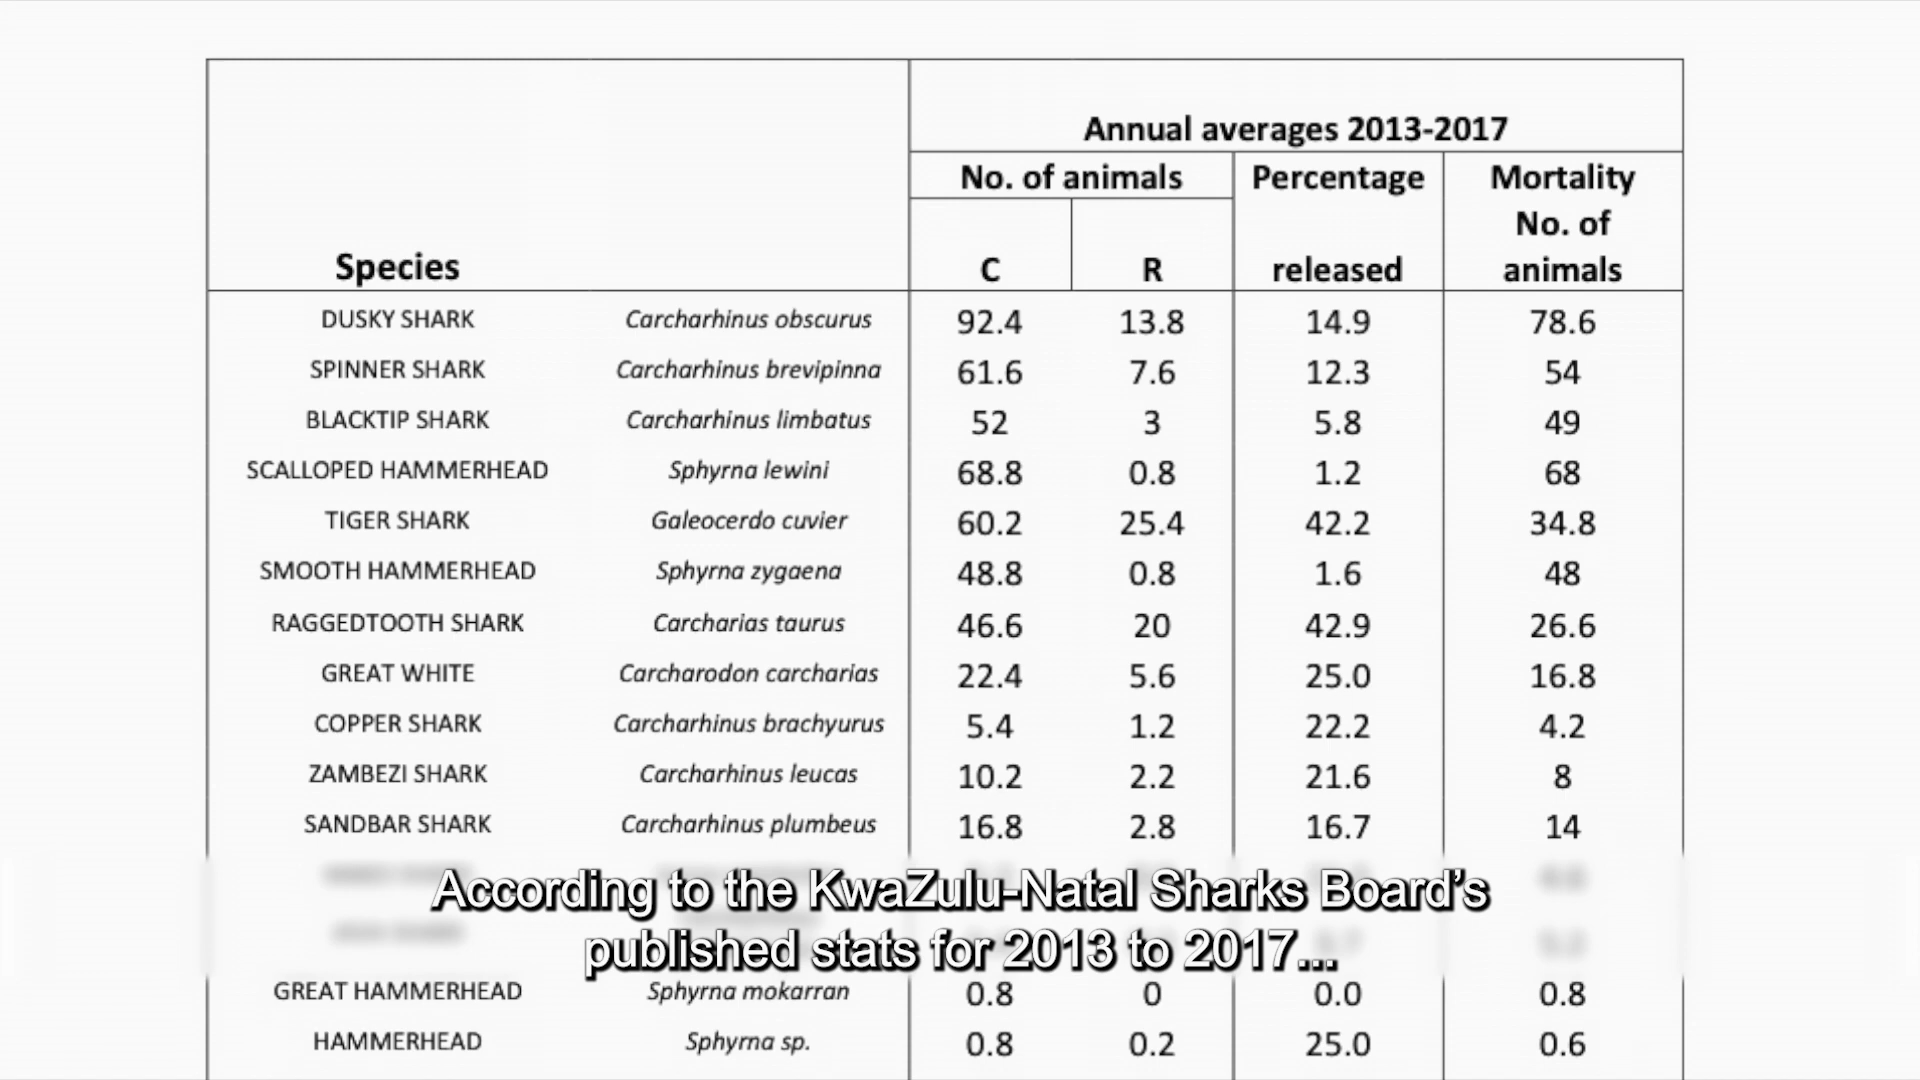 Annual averages 2013-2017
No. of animals Percentage Mortality
No. of
Species C R released animals
DUSKY SHARK Carcharhinus obscurus 92.4 13.8 14.9 78.6
SPINNER SHARK Carcharhinus brevipinna 61.6 7.6 12.3 54
BLACKTIP SHARK Carcharhinus limbatus 52 3 5.8 49
SCALLOPED HAMMERHEAD Sphyrna lewini 68.8 0.8 1.2 68
TIGER SHARK Galeocerdo cuvier 60.2 25.4 42.2 34.8
SMOOTH HAMMERHEAD Sphyrna zygaena 48.8 0.8 1.6 48
RAGGEDTOOTH SHARK Carcharias taurus 46.6 20 42.9 26.6
GREAT WHITE Carcharodon carcharias 22.4 5.6 25.0 16.8
COPPER SHARK Carcharhinus brachyurus 5.4 1.2 22.2 4.2
ZAMBEZI SHARK Carcharhinus leucas 10.2 2.2 21.6 8
SANDBAR SHARK Carcharhinus plumbeus 16.8 2.8 16.7 14
According to the KwaZulu-Natal Sharks Board's
published stats for 2013 to 2017...
GREAT HAMMERHEAD Sphyrna mokarran 0.8 0 0.0 0.8
HAMMERHEAD Sphyrna sp. 0.8 0.2 25.0 0.6